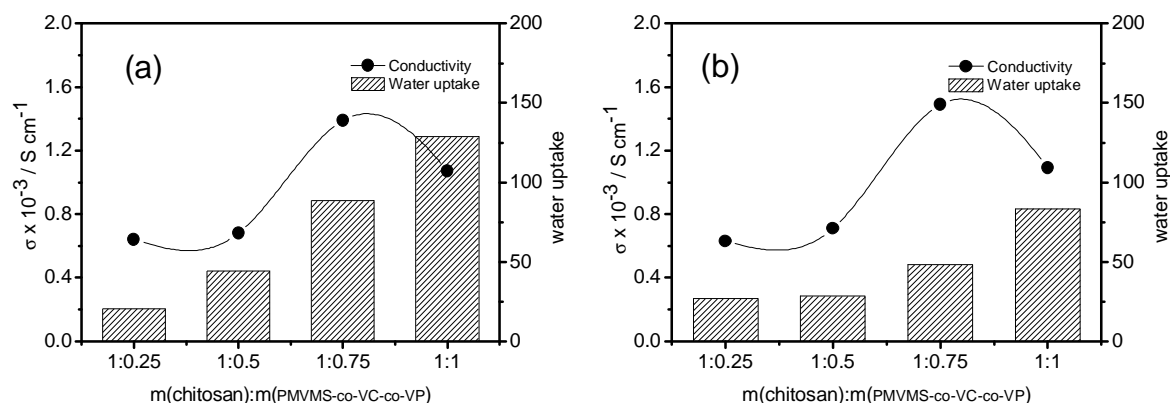 2.0
1.6
1.2
0.8
0.4
0.0
σ x 10⁻³ / S cm⁻¹
(a)
Conductivity
Water uptake
200
150
100
50
0
water uptake
1:0.25 1:0.5 1:0.75 1:1
m(chitosan):m(PMVMS-co-VC-co-VP)
2.0
1.6
1.2
0.8
0.4
0.0
σ x 10⁻³ / S cm⁻¹
(b)
Conductivity
Water uptake
200
150
100
50
0
water uptake
1:0.25 1:0.5 1:0.75 1:1
m(chitosan):m(PMVMS-co-VC-co-VP)